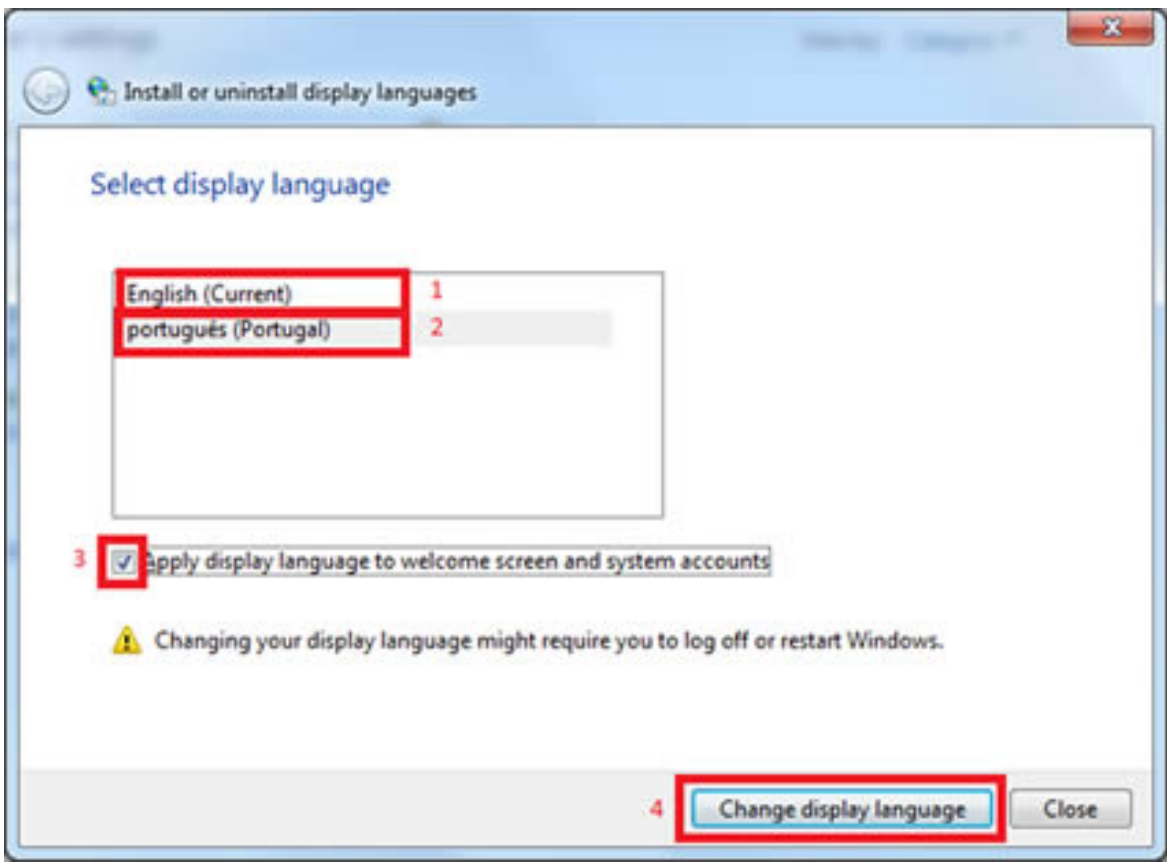 Install or uninstall display languages
Select display language
English (Current) 1
português (Portugal) 2
3 Apply display language to welcome screen and system accounts
Changing your display language might require you to log off or restart Windows.
4 Change display language Close